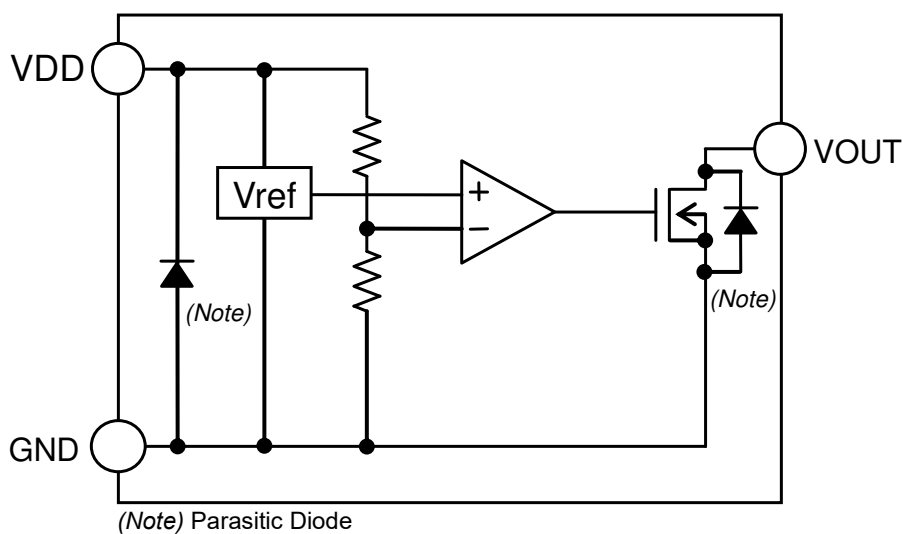 VDD
VOUT
Vref
+
−
(Note)
(Note)
GND
(Note) Parasitic Diode